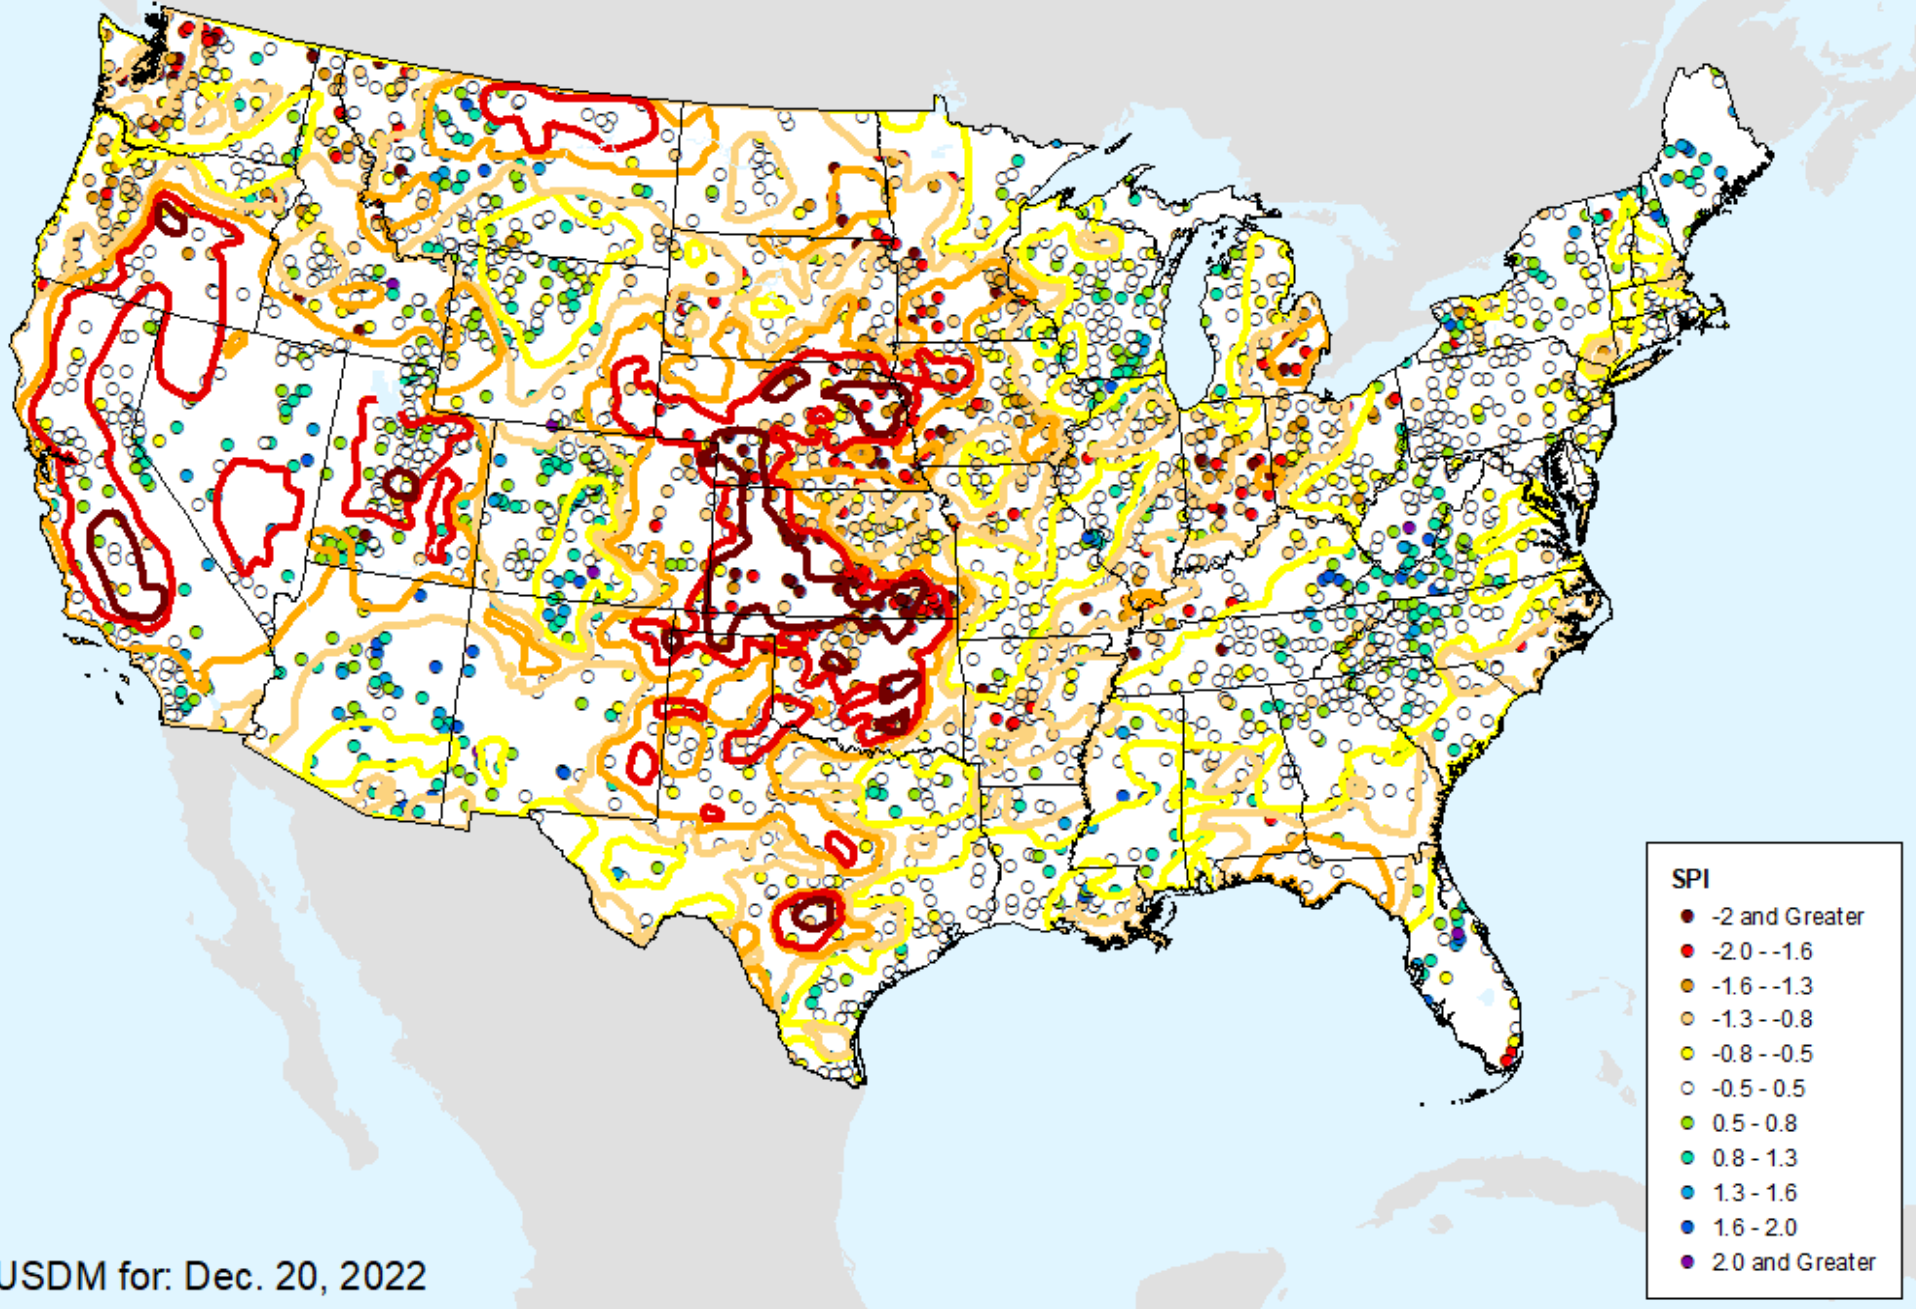 SPI
-2 and Greater
-2.0 - -1.6
-1.6 - -1.3
-1.3 - -0.8
-0.8 - -0.5
-0.5 - 0.5
0.5 - 0.8
0.8 - 1.3
1.3 - 1.6
1.6 - 2.0
2.0 and Greater
USDM for: Dec. 20, 2022